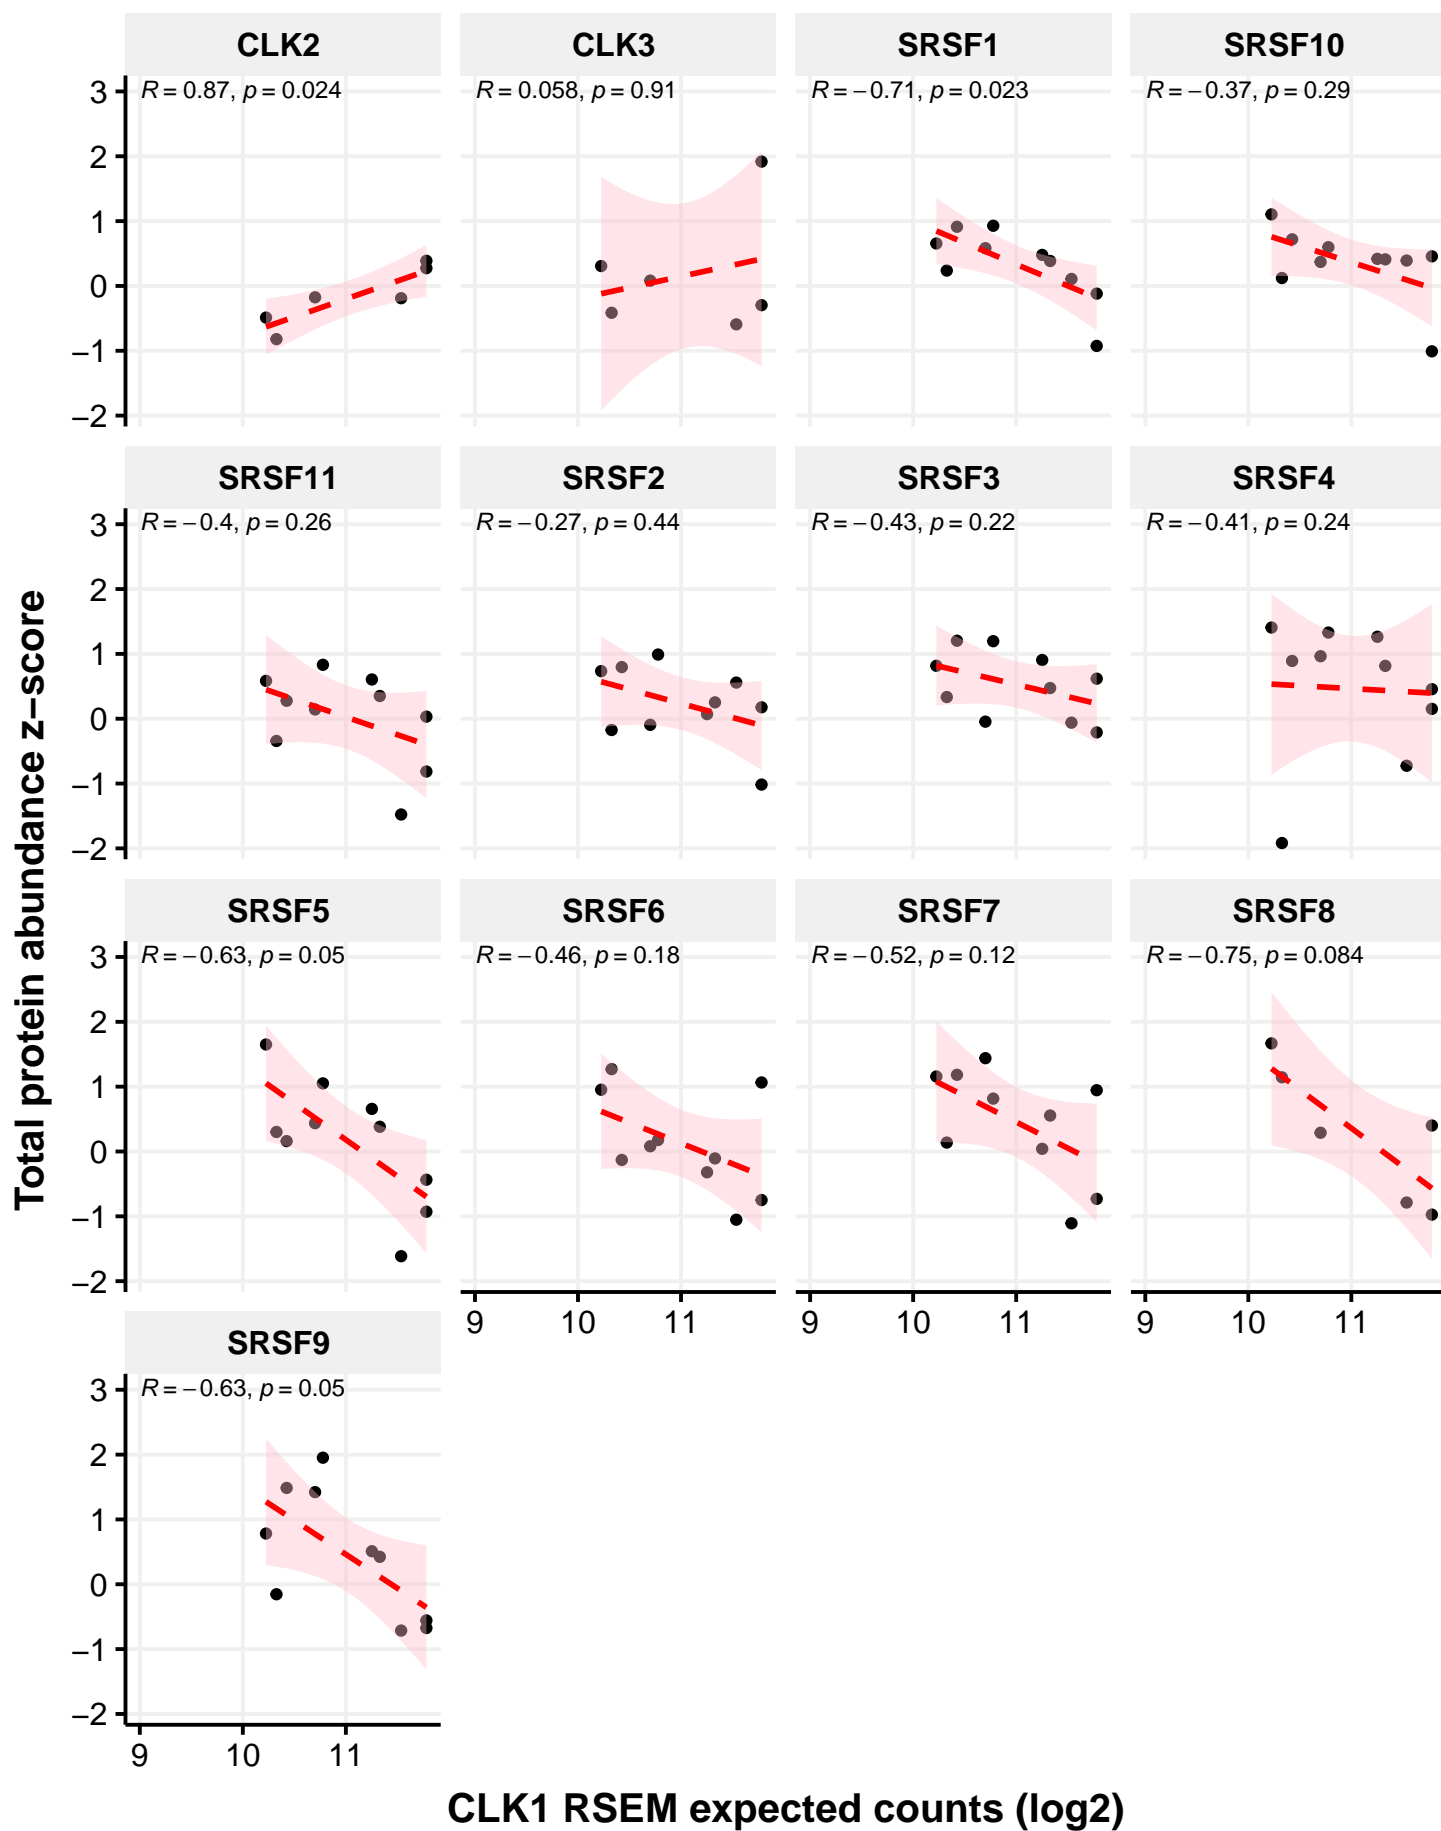 CLK2 CLK3 SRSF1 SRSF10
R = 0.87, p = 0.024 R = 0.058, p = 0.91 R = −0.71, p = 0.023 R = −0.37, p = 0.29
3
2
1
0
−1
−2
SRSF11 SRSF2 SRSF3 SRSF4
R = −0.4, p = 0.26 R = −0.27, p = 0.44 R = −0.43, p = 0.22 R = −0.41, p = 0.24
3
2
1
0
−1
−2
Total protein abundance z−score
SRSF5 SRSF6 SRSF7 SRSF8
R = −0.63, p = 0.05 R = −0.46, p = 0.18 R = −0.52, p = 0.12 R = −0.75, p = 0.084
3
2
1
0
−1
−2
9 10 11 9 10 11 9 10 11
SRSF9
R = −0.63, p = 0.05
3
2
1
0
−1
−2
9 10 11
CLK1 RSEM expected counts (log2)